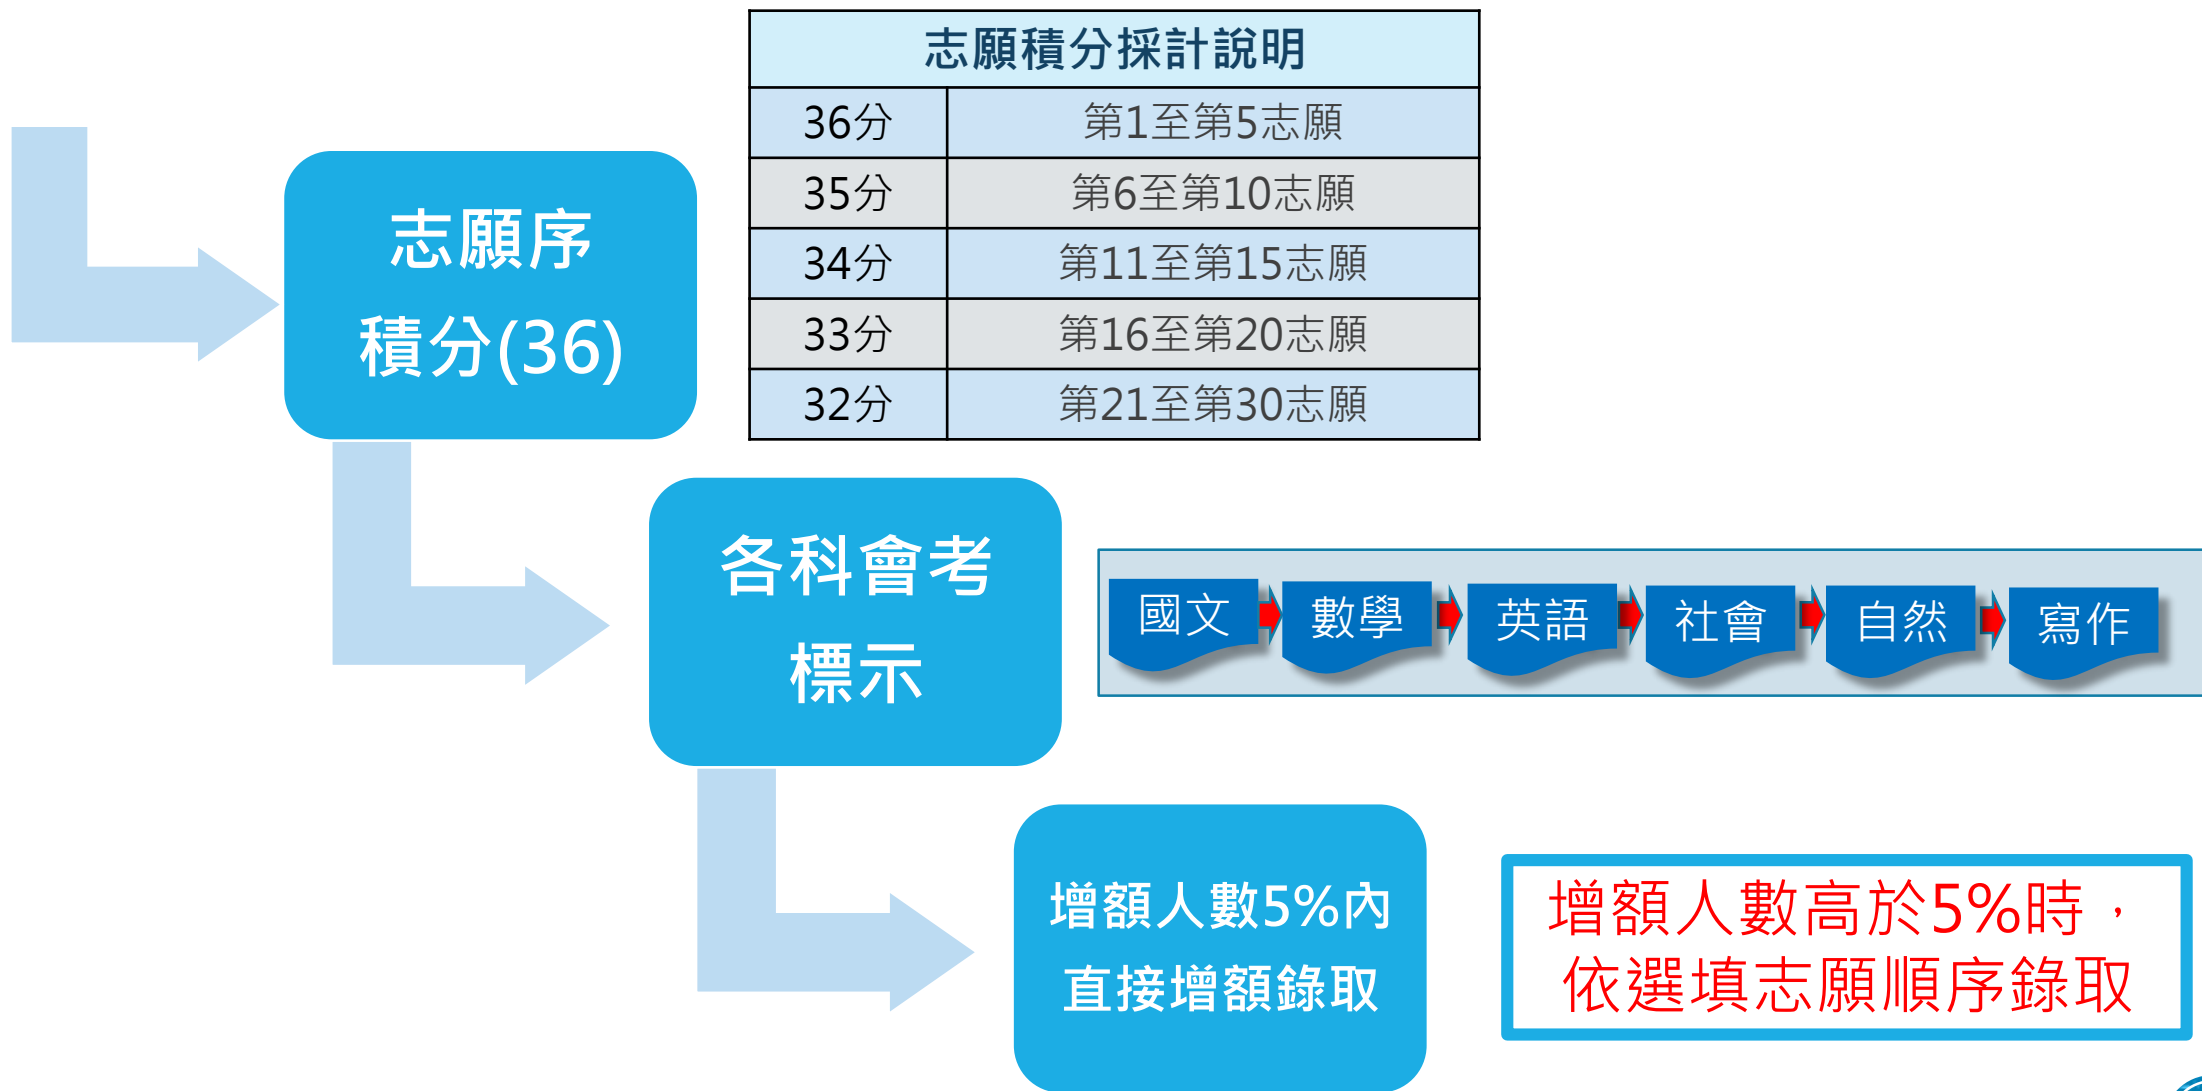 志願積分採計說明
36分 第1至第5志願
35分 第6至第10志願
34分 第11至第15志願
33分 第16至第20志願
32分 第21至第30志願
志願序
積分(36)
各科會考
標示
國文 數學 英語 社會 自然 寫作
增額人數5%內
直接增額錄取
增額人數高於5%時，
依選填志願順序錄取